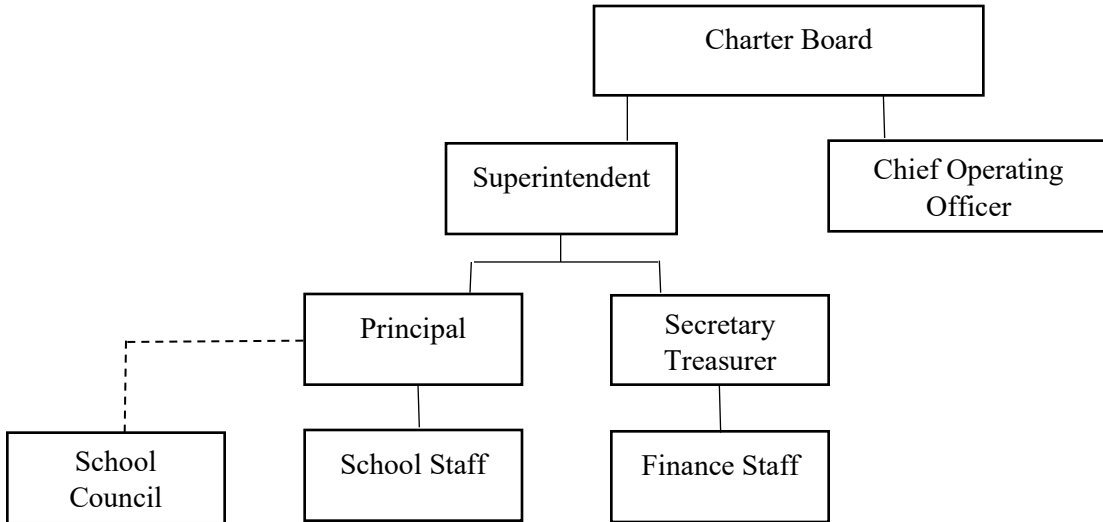 Charter Board
Superintendent
Chief Operating
Officer
Principal
Secretary
Treasurer
School
Council
School Staff
Finance Staff